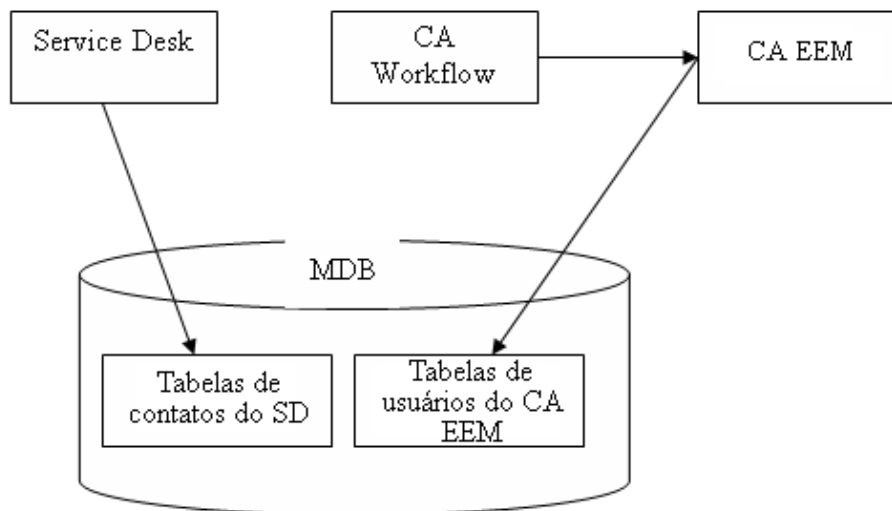 Service Desk
CA
Workflow
CA EEM
MDB
Tabelas de
contatos do SD
Tabelas de
usuários do CA
EEM